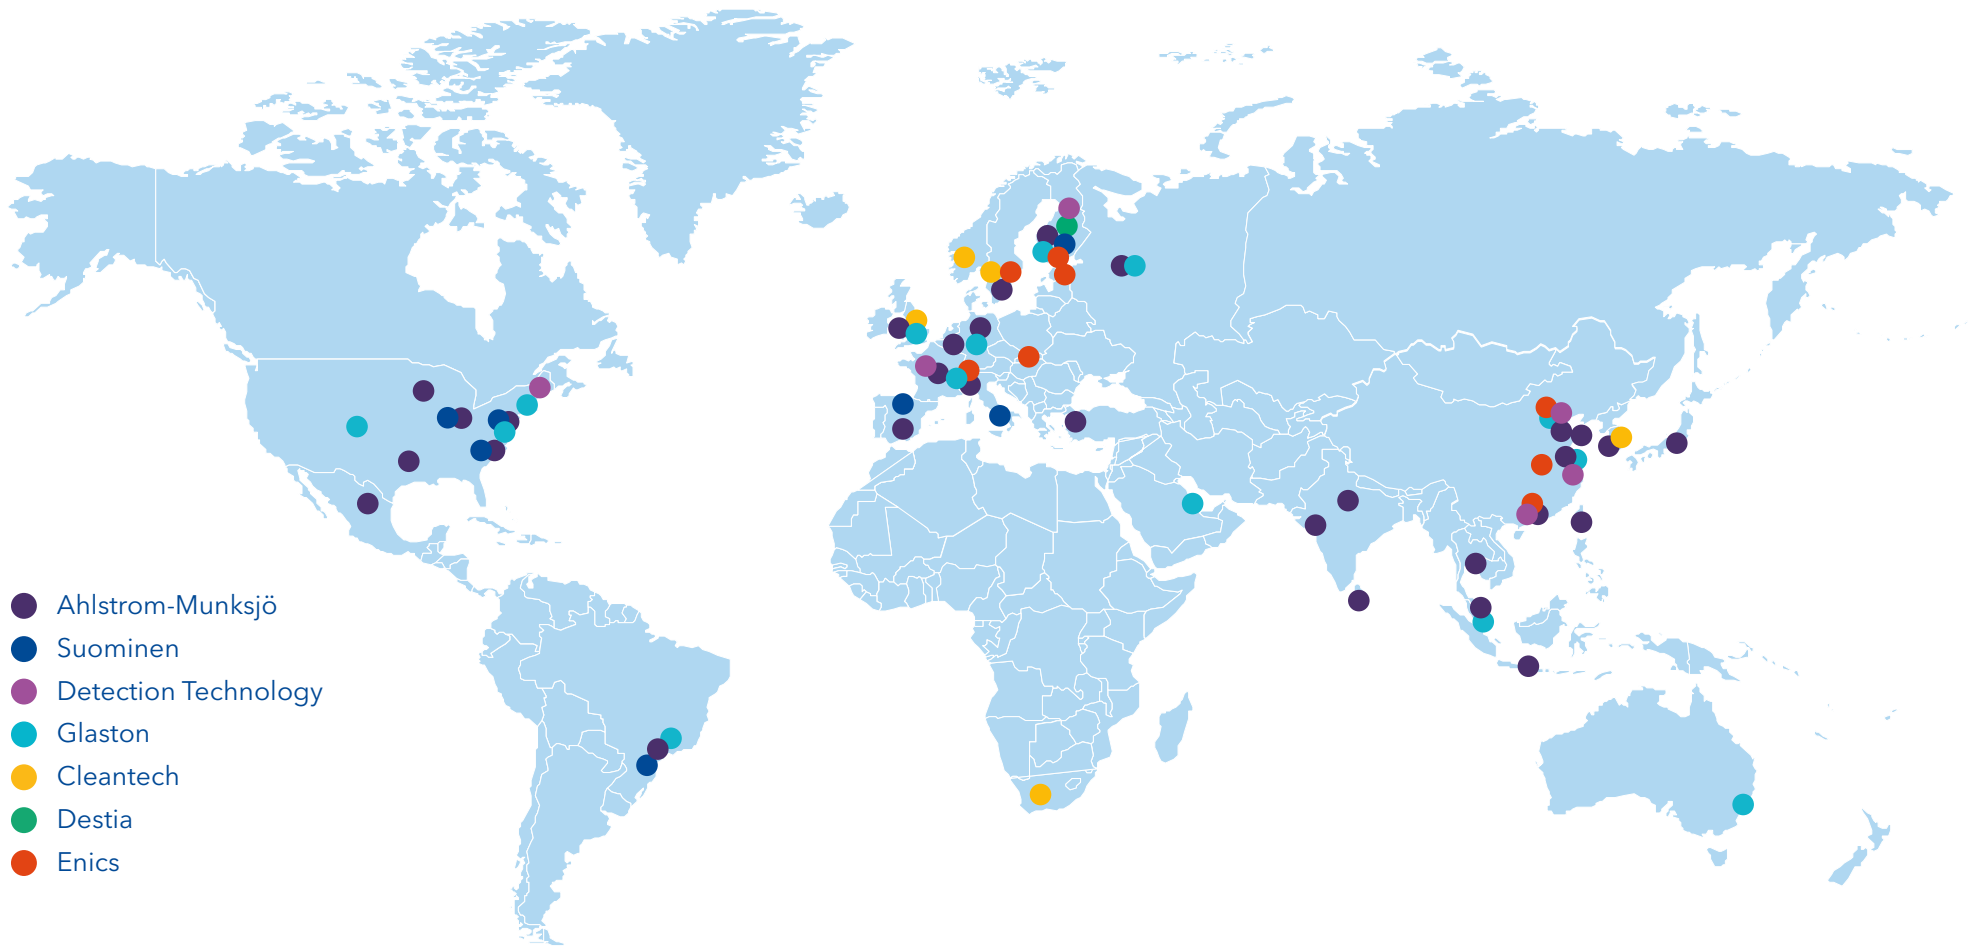 Ahlstrom-Munksjö
Suominen
Detection Technology
Glaston
Cleantech
Destia
Enics